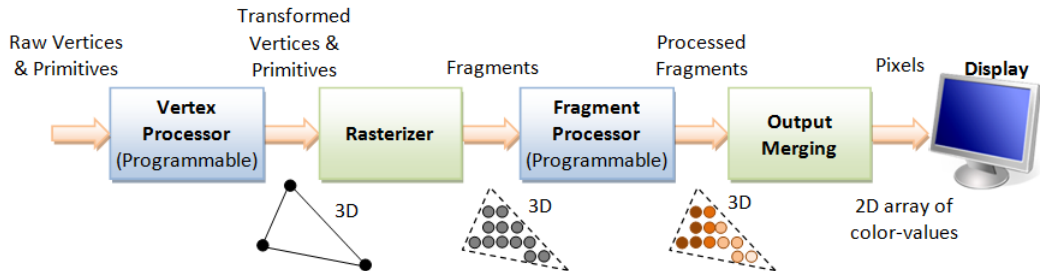 Raw Vertices
& Primitives
Transformed
Vertices &
Primitives
Fragments
Processed
Fragments
Pixels
Display
Vertex
Processor
(Programmable)
Rasterizer
Fragment
Processor
(Programmable)
Output
Merging
3D
3D
3D
2D array of
color-values